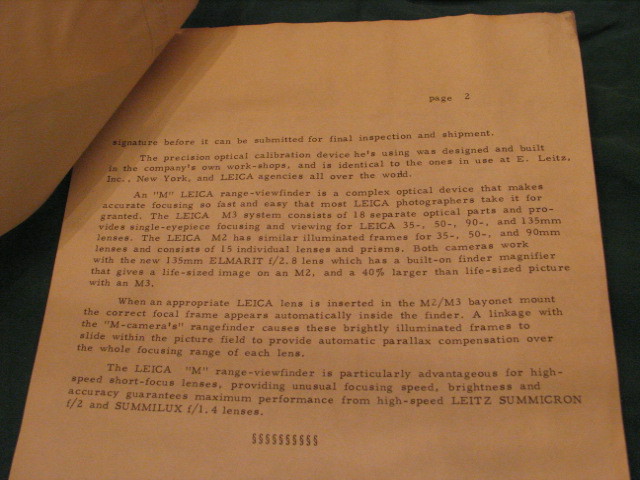 page 2
signature before it can be submitted for final inspection and shipment.
The precision optical calibration device he's using was designed and built
in the company's own work-shops, and is identical to the ones in use at E. Leitz,
Inc., New York, and LEICA agencies all over the world.
An "M" LEICA range-viewfinder is a complex optical device that makes
accurate focusing so fast and easy that most LEICA photographers take it for
granted. The LEICA M3 system consists of 18 separate optical parts and pro-
vides single-eyepiece focusing and viewing for LEICA 35-, 50-, 90-, and 135mm
lenses. The LEICA M2 has similar illuminated frames for 35-, 50-, and 90mm
lenses and consists of 15 individual lenses and prisms. Both cameras work
with the new 135mm ELMARIT f/2.8 lens which has a built-on finder magnifier
that gives a life-sized image on an M2, and a 40% larger than life-sized picture
with an M3.
When an appropriate LEICA lens is inserted in the M2/M3 bayonet mount
the correct focal frame appears automatically inside the finder. A linkage with
the "M-camera's" rangefinder causes these brightly illuminated frames to
slide within the picture field to provide automatic parallax compensation over
the whole focusing range of each lens.
The LEICA "M" range-viewfinder is particularly advantageous for high-
speed short-focus lenses, providing unusual focusing speed, brightness and
accuracy guarantees maximum performance from high-speed LEITZ SUMMICRON
f/2 and SUMMILUX f/1.4 lenses.
§§§§§§§§§§